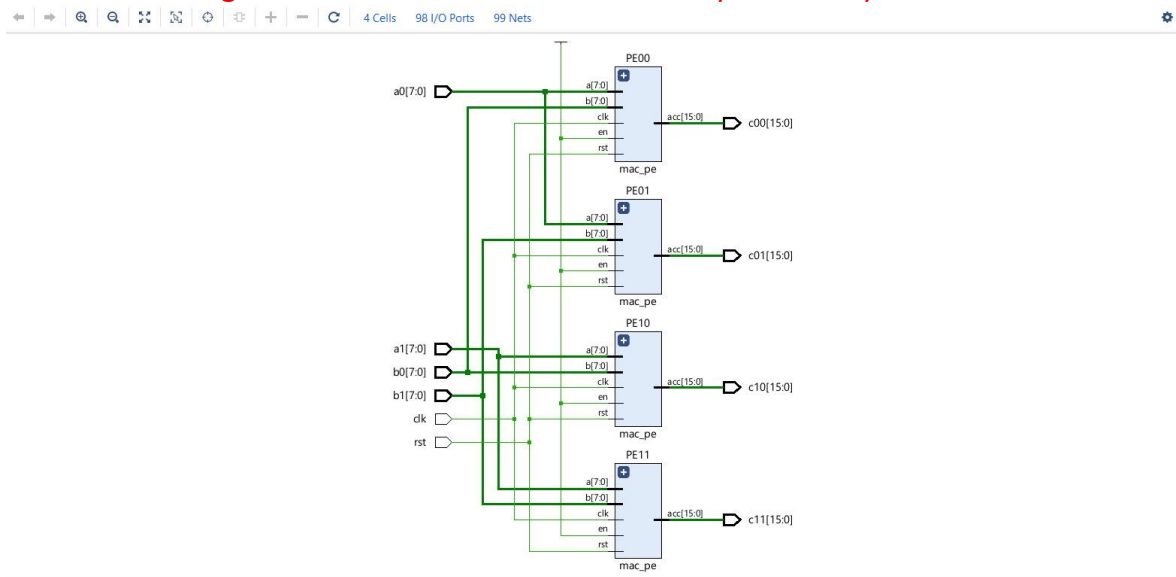 4 Cells 98 I/O Ports 99 Nets
PE00
a0[7:0] a[7:0]
b[7:0]
clk acc[15:0] c00[15:0]
en
rst
mac_pe
PE01
a[7:0]
b[7:0]
clk acc[15:0] c01[15:0]
en
rst
mac_pe
PE10
a1[7:0] a[7:0]
b0[7:0] b[7:0]
clk acc[15:0] c10[15:0]
b1[7:0] en
clk rst
mac_pe
rst
PE11
a[7:0]
b[7:0]
clk acc[15:0] c11[15:0]
en
rst
mac_pe